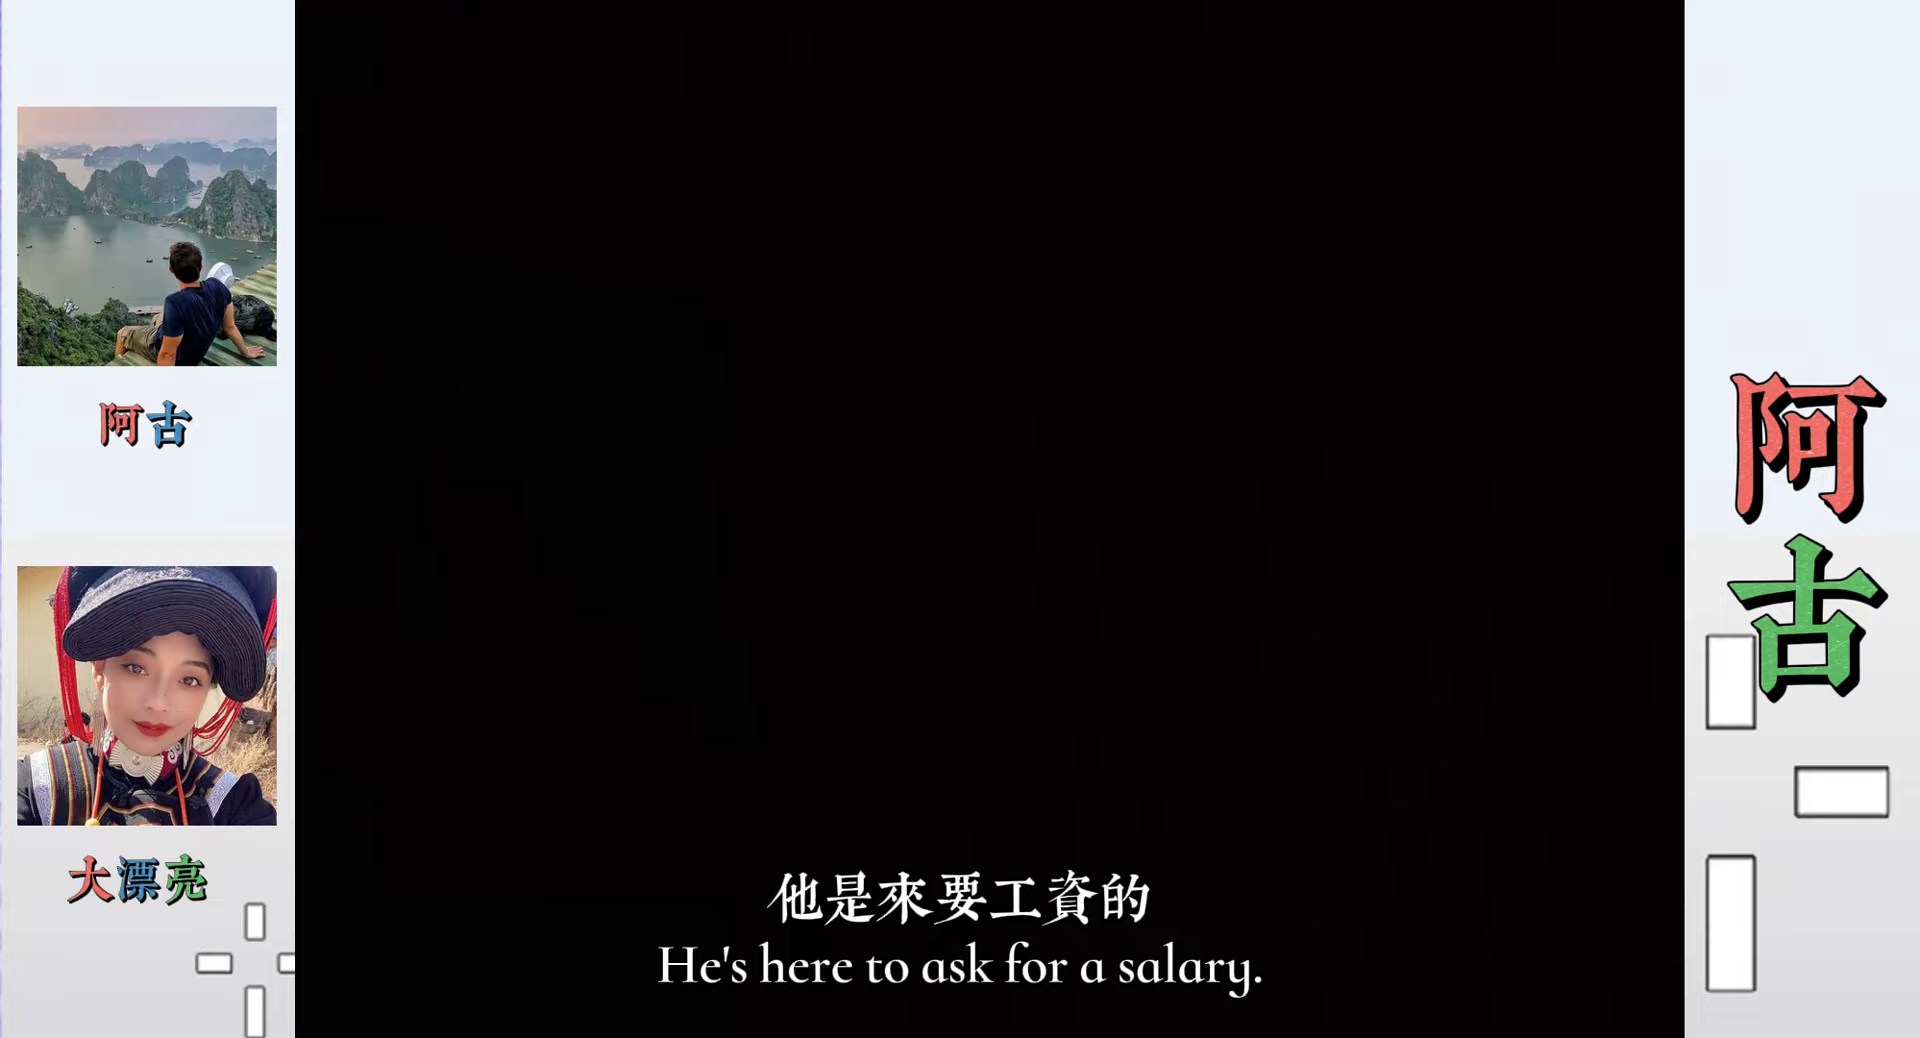 阿古
大漂亮
他是來要工資的
He's here to ask for a salary.
阿
古